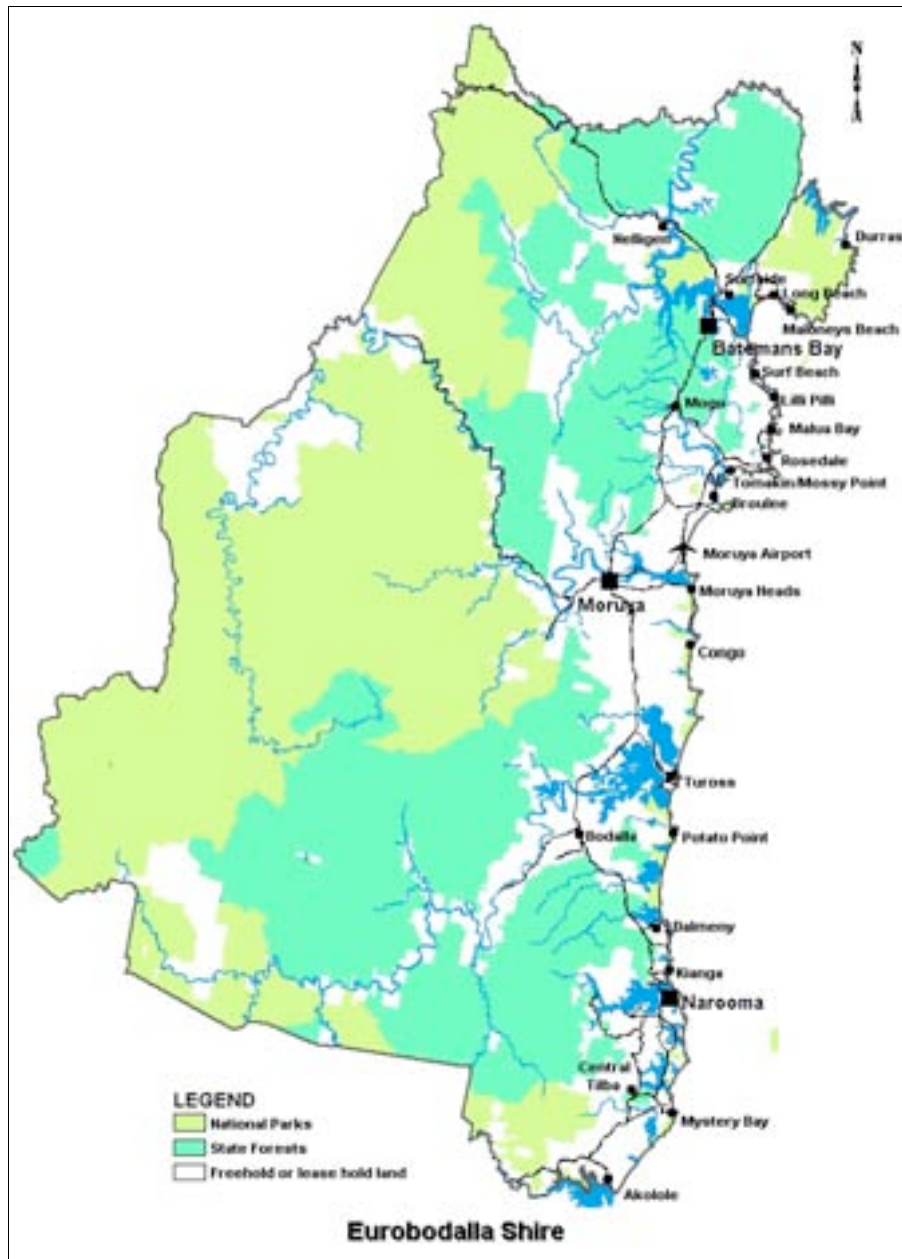 N
Durras
Nelligen
Surfside
Long Beach
Maloneys Beach
Batemans Bay
Surf Beach
Lilli Pilli
Mogo
Malua Bay
Rosedale
Tomakin/Mossy Point
Broulee
Moruya Airport
Moruya Heads
Moruya
Congo
Tuross
Bodalla
Potato Point
Dalmeny
Kianga
Narooma
Central
Tilba
Mystery Bay
Akolole
LEGEND
National Parks
State Forests
Freehold or lease hold land
Eurobodalla Shire